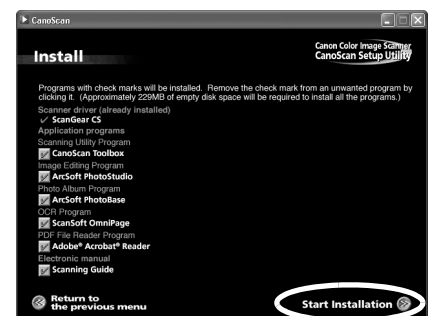 CanoScan
Install
Canon Color Image Scanner
CanoScan Setup Utility
Programs with check marks will be installed. Remove the check mark from an unwanted program by
clicking it. (Approximately 229MB of empty disk space will be required to install all the programs.)
Scanner driver (already installed)
ScanGear CS
Application programs
Scanning Utility Program
CanoScan Toolbox
Image Editing Program
ArcSoft PhotoStudio
Photo Album Program
ArcSoft PhotoBase
OCR Program
ScanSoft OmniPage
PDF File Reader Program
Adobe® Acrobat® Reader
Electronic manual
Scanning Guide
Return to
the previous menu
Start Installation